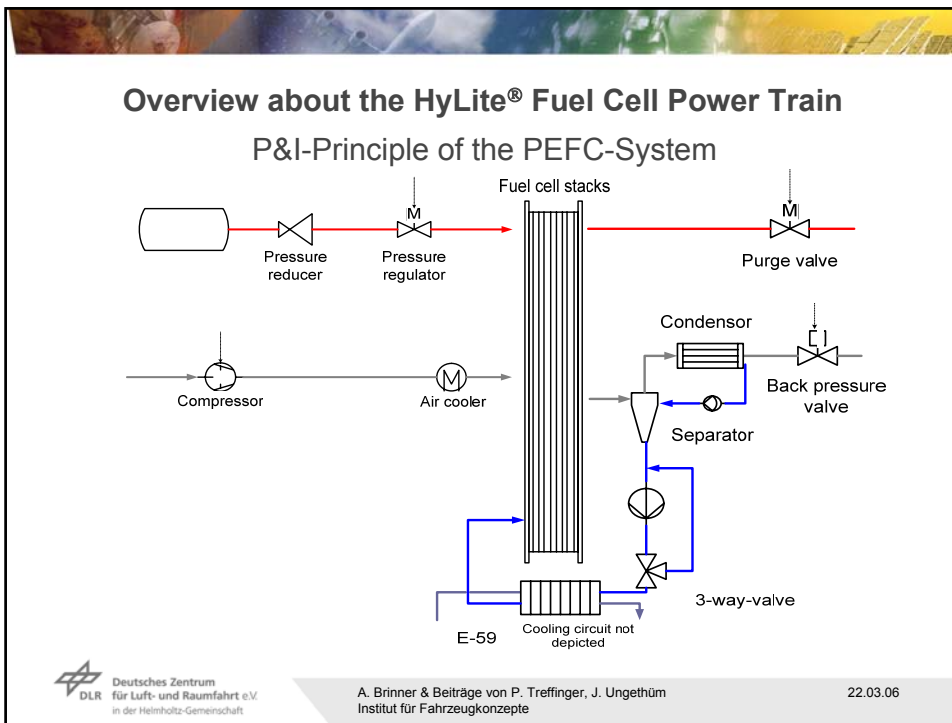 Overview about the HyLite® Fuel Cell Power Train
P&I-Principle of the PEFC-System
Fuel cell stacks
M
M
Pressure
reducer
Pressure
regulator
Purge valve
Condensor
Compressor
M
Air cooler
Back pressure
valve
Separator
3-way-valve
E-59
Cooling circuit not
depicted
DLR
Deutsches Zentrum
für Luft- und Raumfahrt e.V.
in der Helmholtz-Gemeinschaft
A. Brinner & Beiträge von P. Treffinger, J. Ungethüm
Institut für Fahrzeugkonzepte
22.03.06